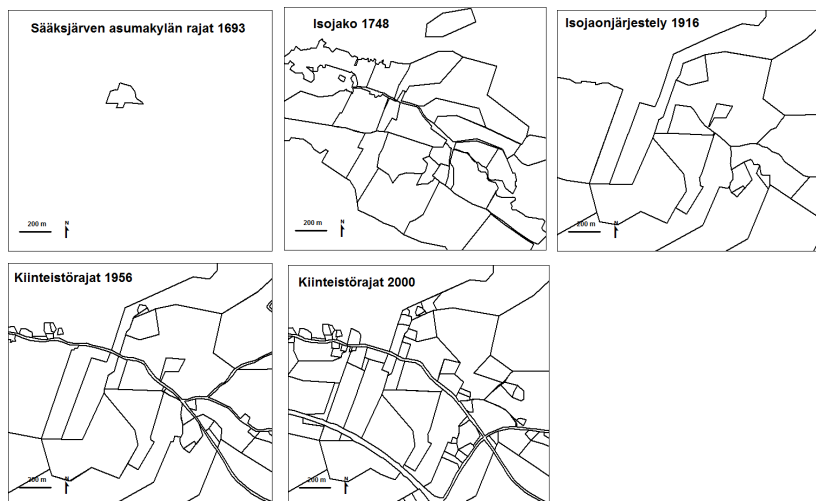 Sääksjärven asumakylän rajat 1693
200 m
N
Isojako 1748
200 m
N
Isojaonjärjestely 1916
200 m
N
Kiinteistörajat 1956
200 m
N
Kiinteistörajat 2000
200 m
N